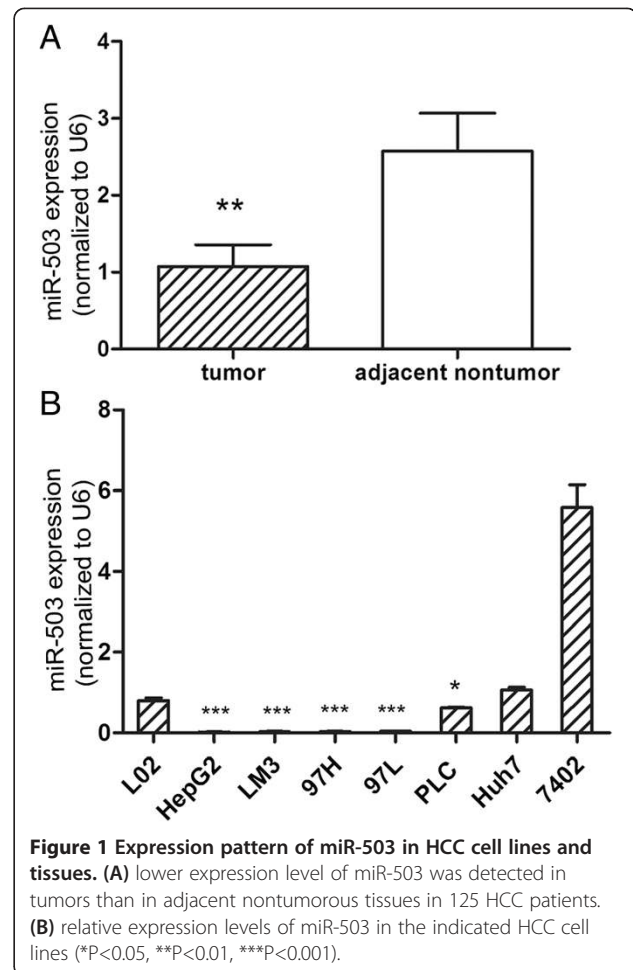 A
miR-503 expression
(normalized to U6)
4
3
2
1
0
**
tumor
adjacent nontumor
B
miR-503 expression
(normalized to U6)
8
6
4
2
0
*** *** *** *** *
L02 HepG2 LM3 97H 97L PLC Huh7 7402
Figure 1 Expression pattern of miR-503 in HCC cell lines and
tissues. (A) lower expression level of miR-503 was detected in
tumors than in adjacent nontumorous tissues in 125 HCC patients.
(B) relative expression levels of miR-503 in the indicated HCC cell
lines (*P<0.05, **P<0.01, ***P<0.001).